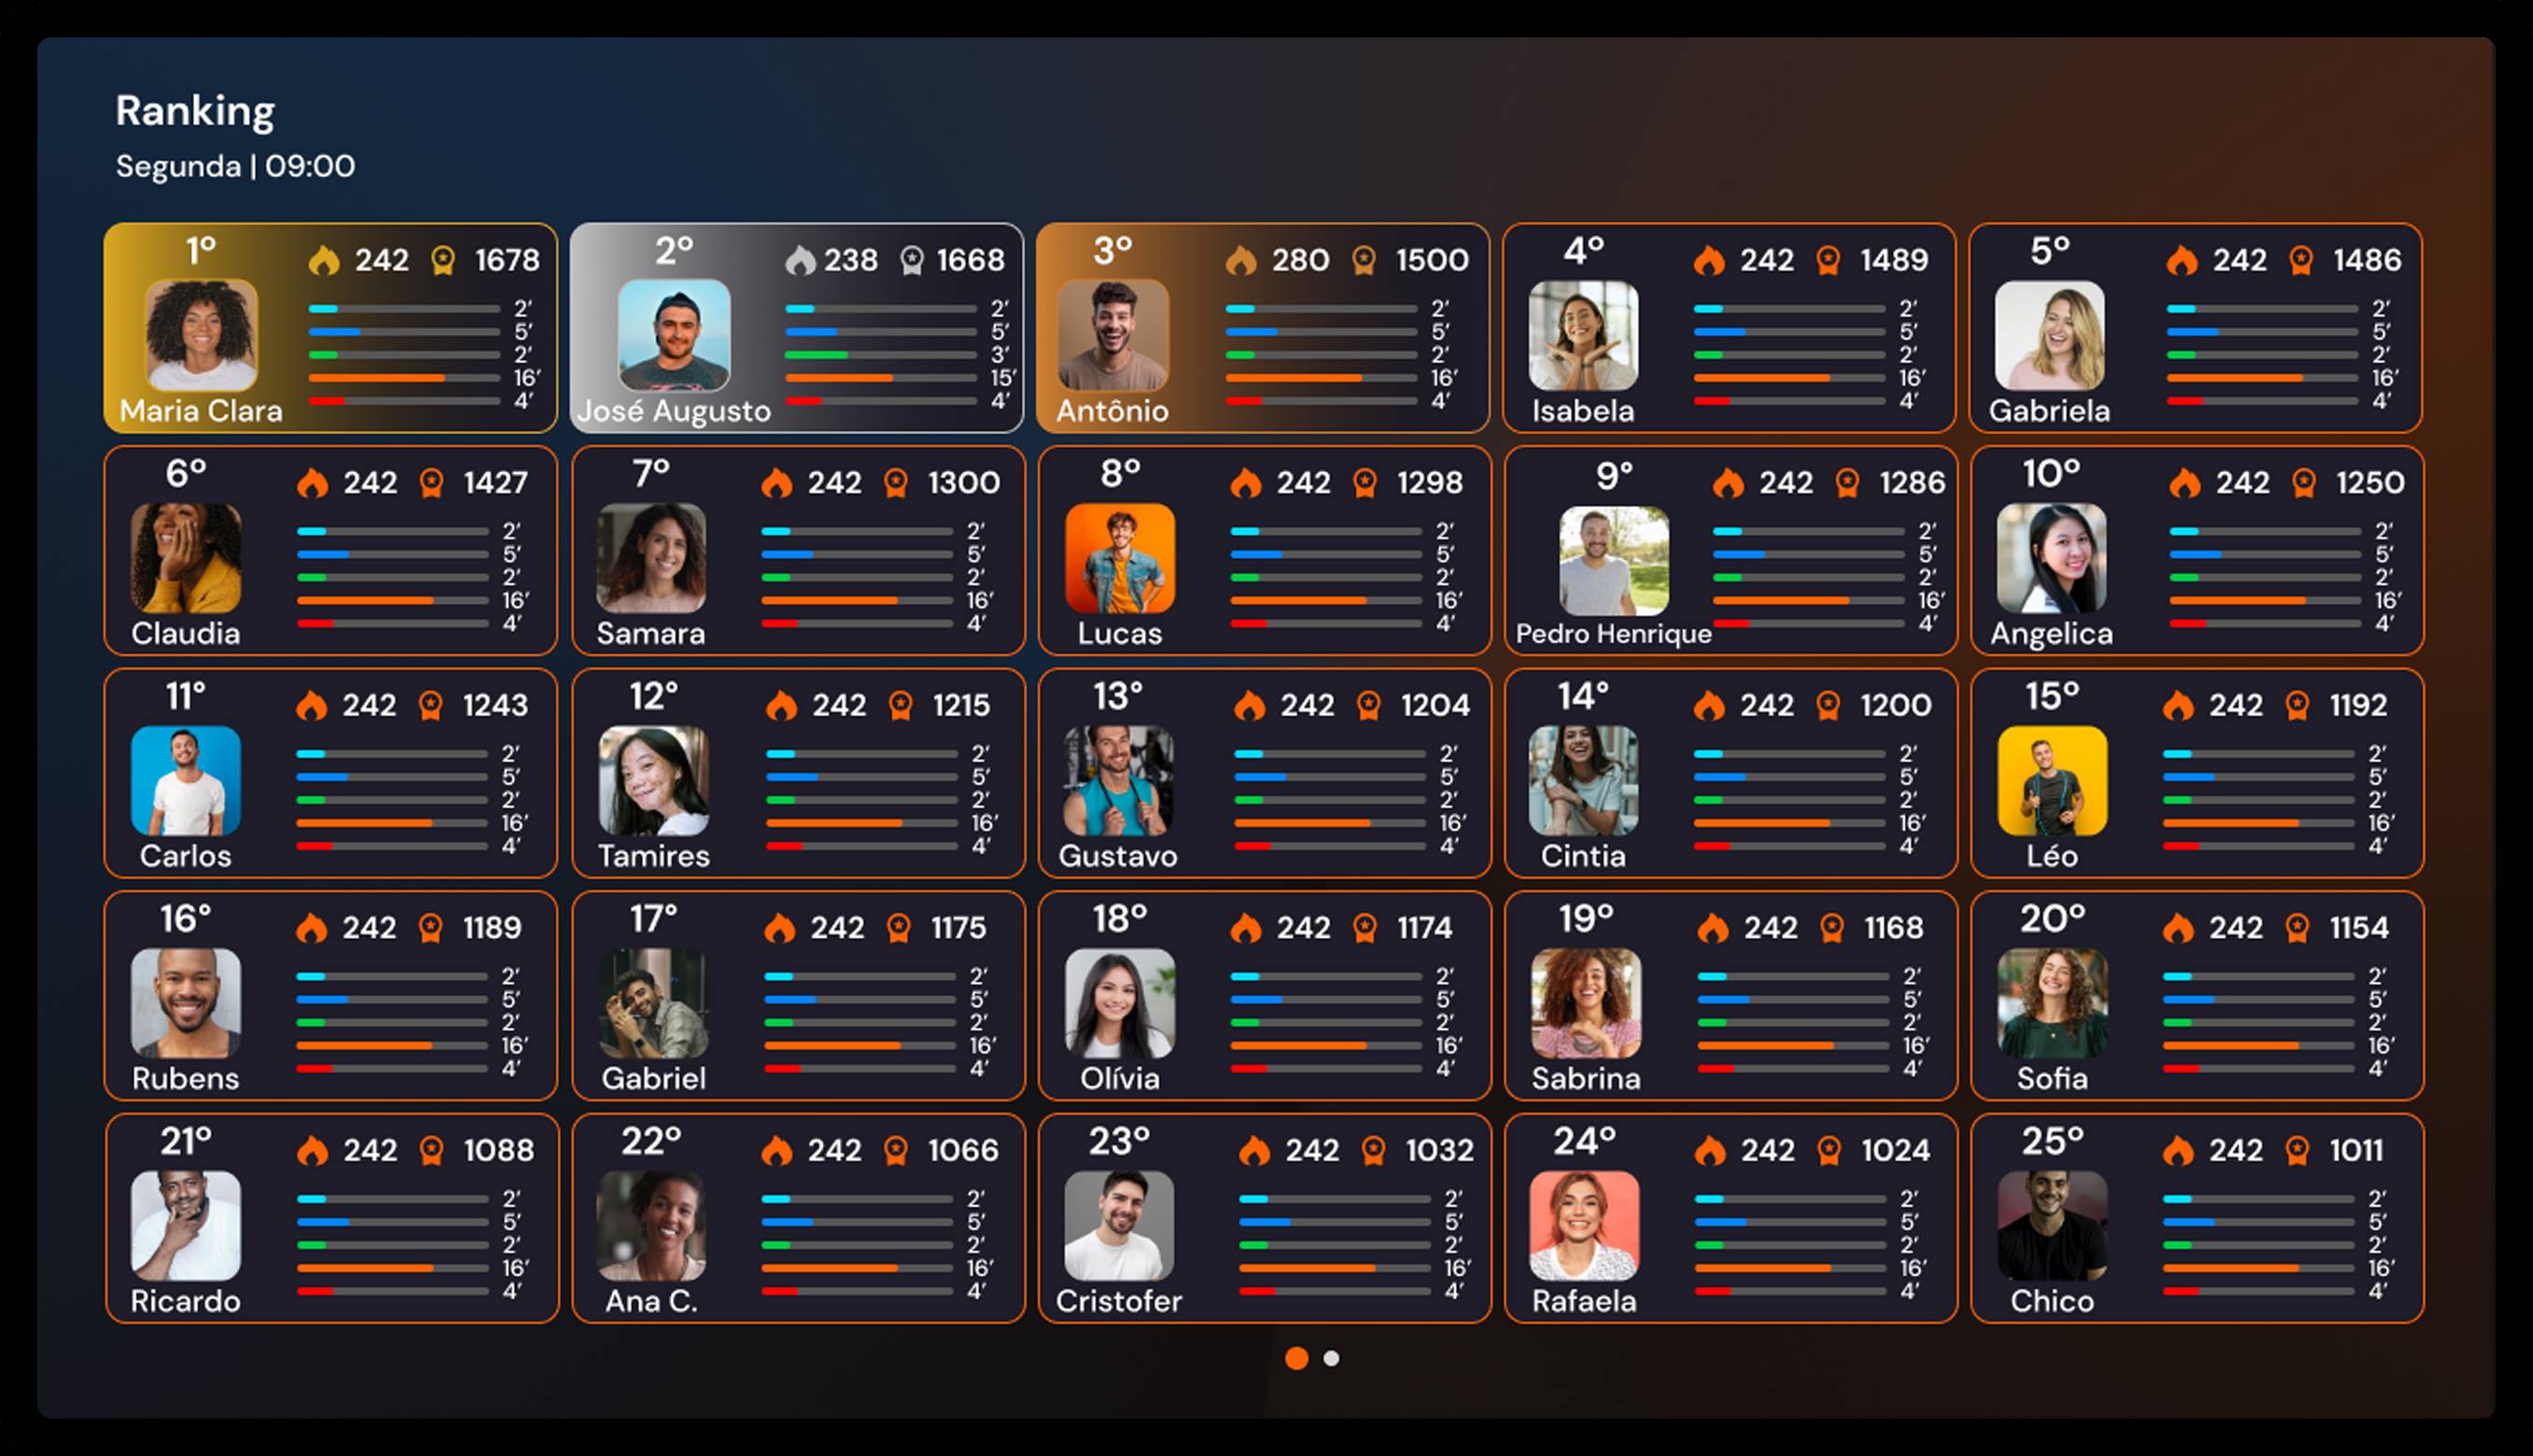 Ranking
Segunda | 09:00
1º 242 1678
2'
5'
2'
16'
4'
Maria Clara
2º 238 1668
2'
5'
3'
15'
4'
José Augusto
3º 280 1500
2'
5'
2'
16'
4'
Antônio
4º 242 1489
2'
5'
2'
16'
4'
Isabela
5º 242 1486
2'
5'
2'
16'
4'
Gabriela
6º 242 1427
2'
5'
2'
16'
4'
Claudia
7º 242 1300
2'
5'
2'
16'
4'
Samara
8º 242 1298
2'
5'
2'
16'
4'
Lucas
9º 242 1286
2'
5'
2'
16'
4'
Pedro Henrique
10º 242 1250
2'
5'
2'
16'
4'
Angelica
11º 242 1243
2'
5'
2'
16'
4'
Carlos
12º 242 1215
2'
5'
2'
16'
4'
Tamires
13º 242 1204
2'
5'
2'
16'
4'
Gustavo
14º 242 1200
2'
5'
2'
16'
4'
Cintia
15º 242 1192
2'
5'
2'
16'
4'
Léo
16º 242 1189
2'
5'
2'
16'
4'
Rubens
17º 242 1175
2'
5'
2'
16'
4'
Gabriel
18º 242 1174
2'
5'
2'
16'
4'
Olívia
19º 242 1168
2'
5'
2'
16'
4'
Sabrina
20º 242 1154
2'
5'
2'
16'
4'
Sofia
21º 242 1088
2'
5'
2'
16'
4'
Ricardo
22º 242 1066
2'
5'
2'
16'
4'
Ana C.
23º 242 1032
2'
5'
2'
16'
4'
Cristofer
24º 242 1024
2'
5'
2'
16'
4'
Rafaela
25º 242 1011
2'
5'
2'
16'
4'
Chico